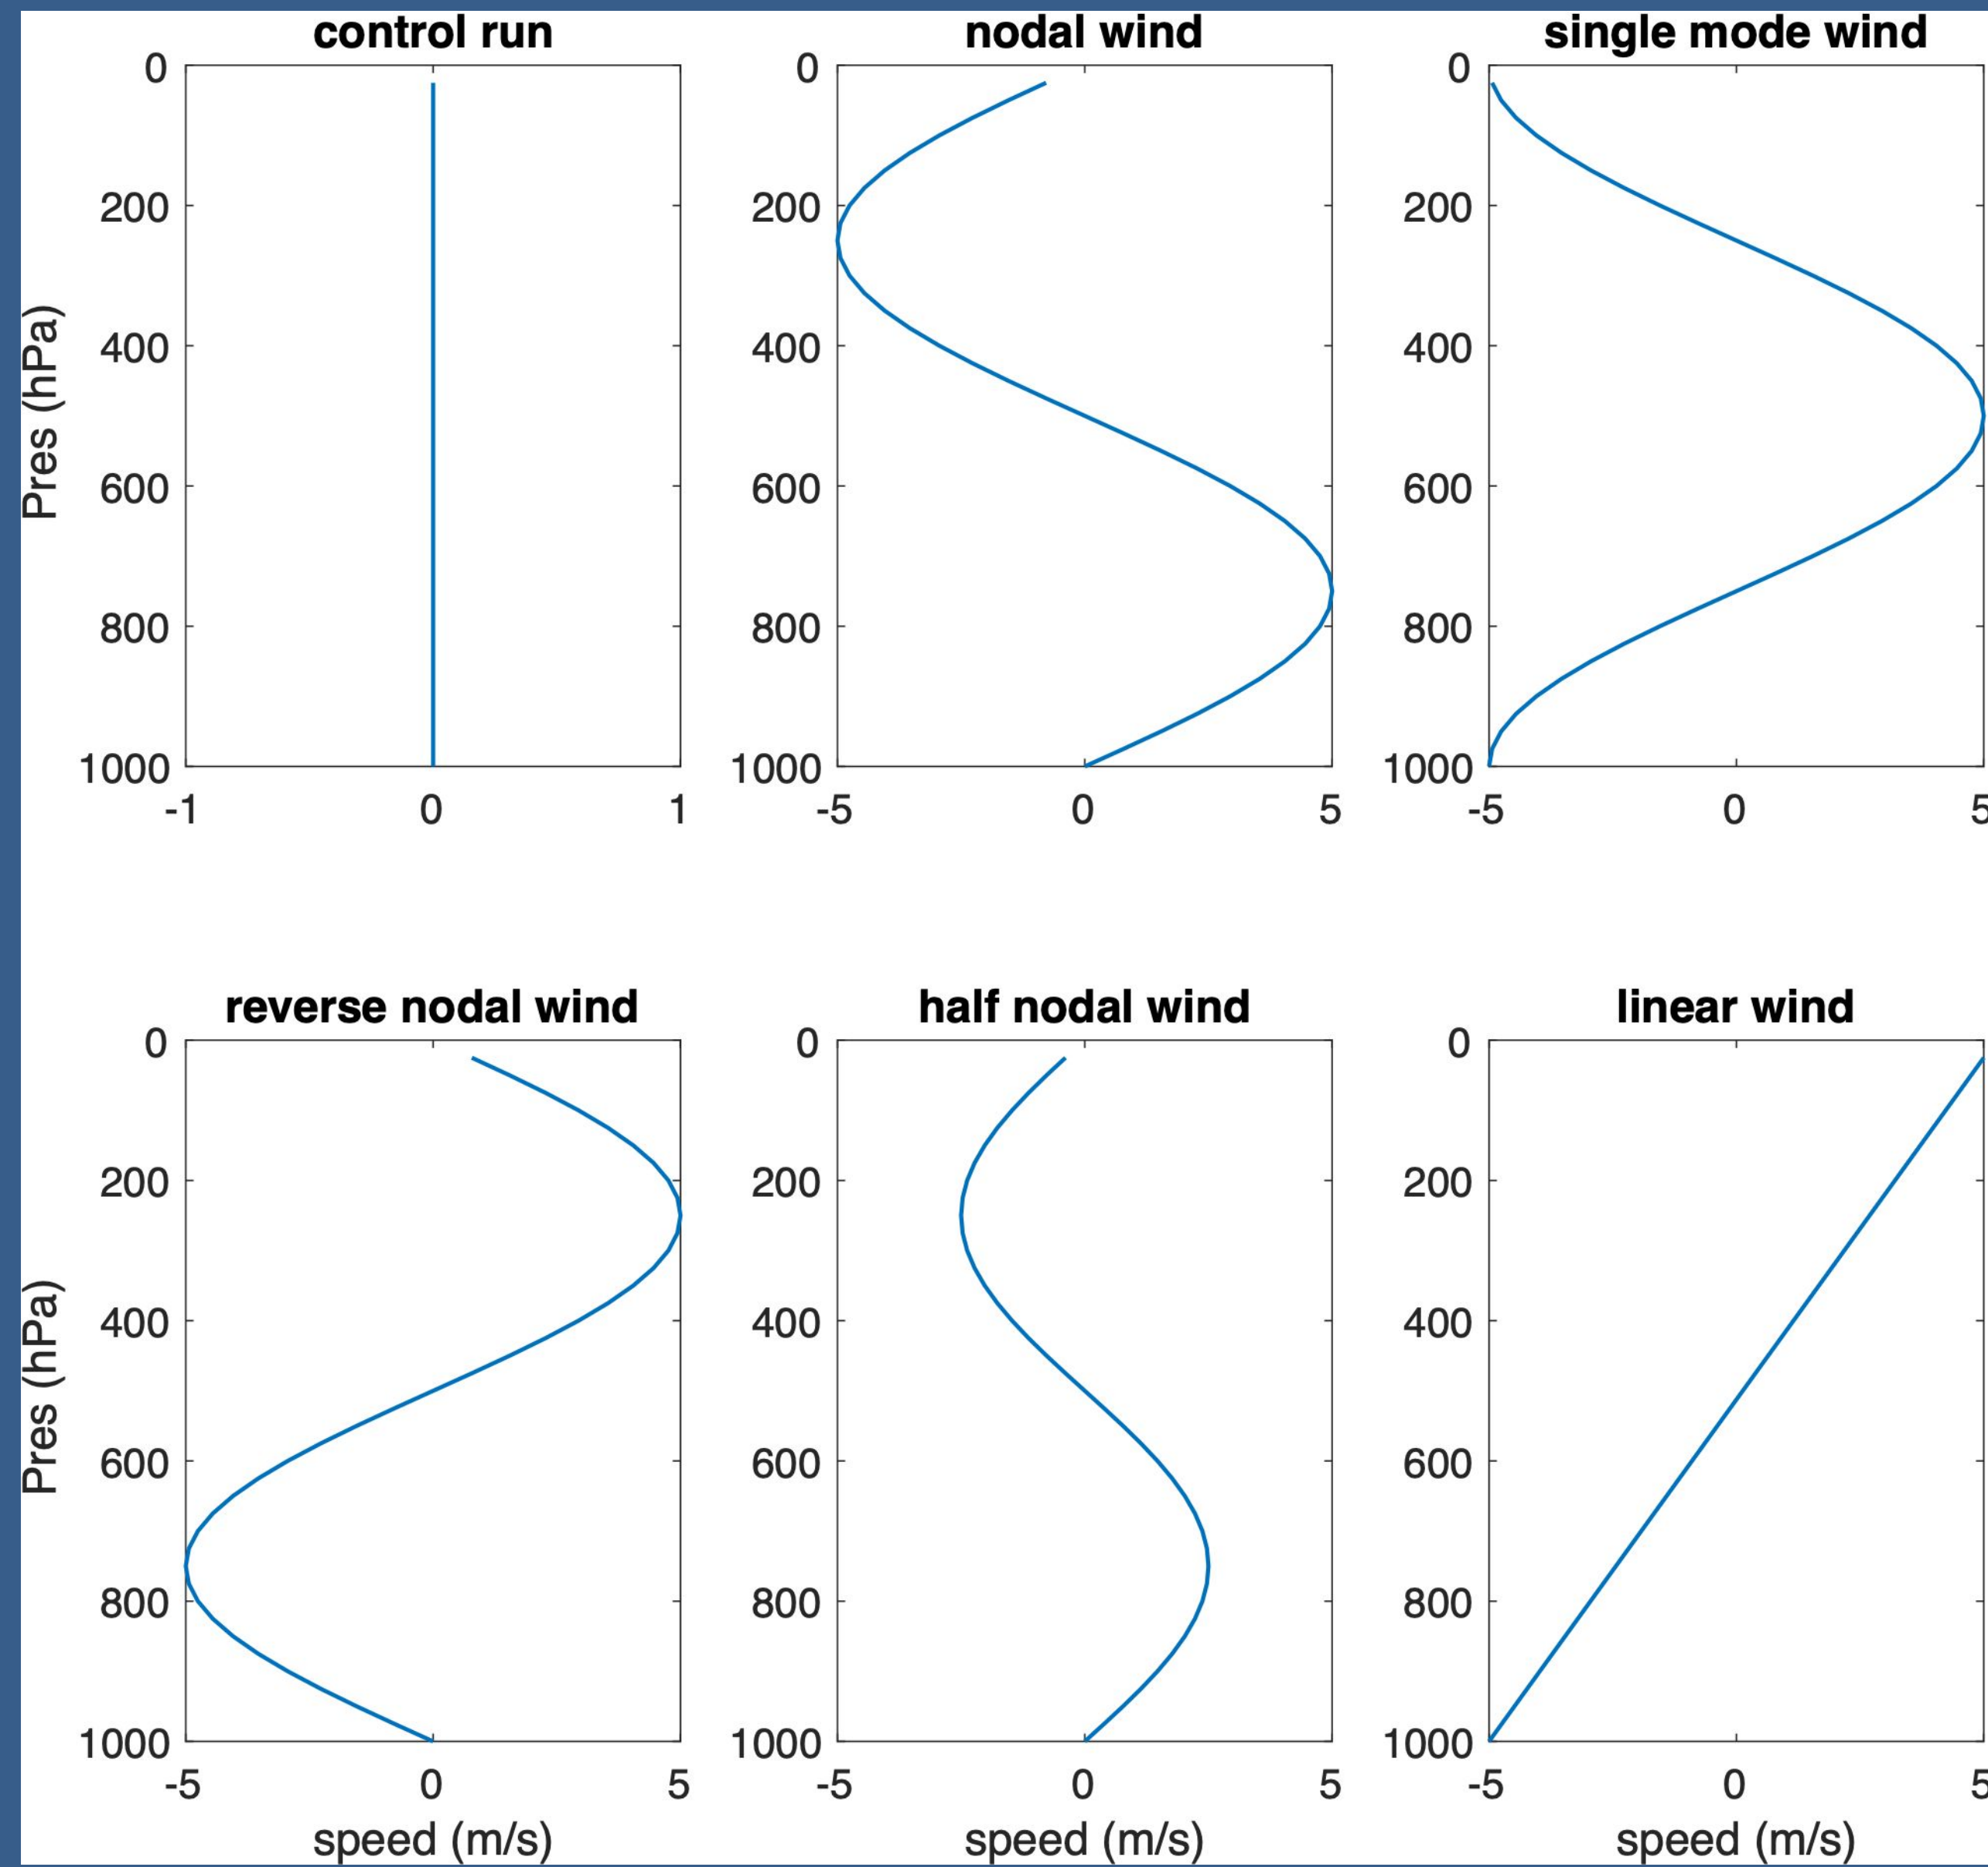 control run
nodal wind
single mode wind
0
200
400
600
800
1000
Pres (hPa)
-1 0 1
0
200
400
600
800
1000
-5 0 5
0
200
400
600
800
1000
-5 0 5
reverse nodal wind
half nodal wind
linear wind
0
200
400
600
800
1000
Pres (hPa)
-5 0 5
speed (m/s)
0
200
400
600
800
1000
-5 0 5
speed (m/s)
0
200
400
600
800
1000
-5 0 5
speed (m/s)